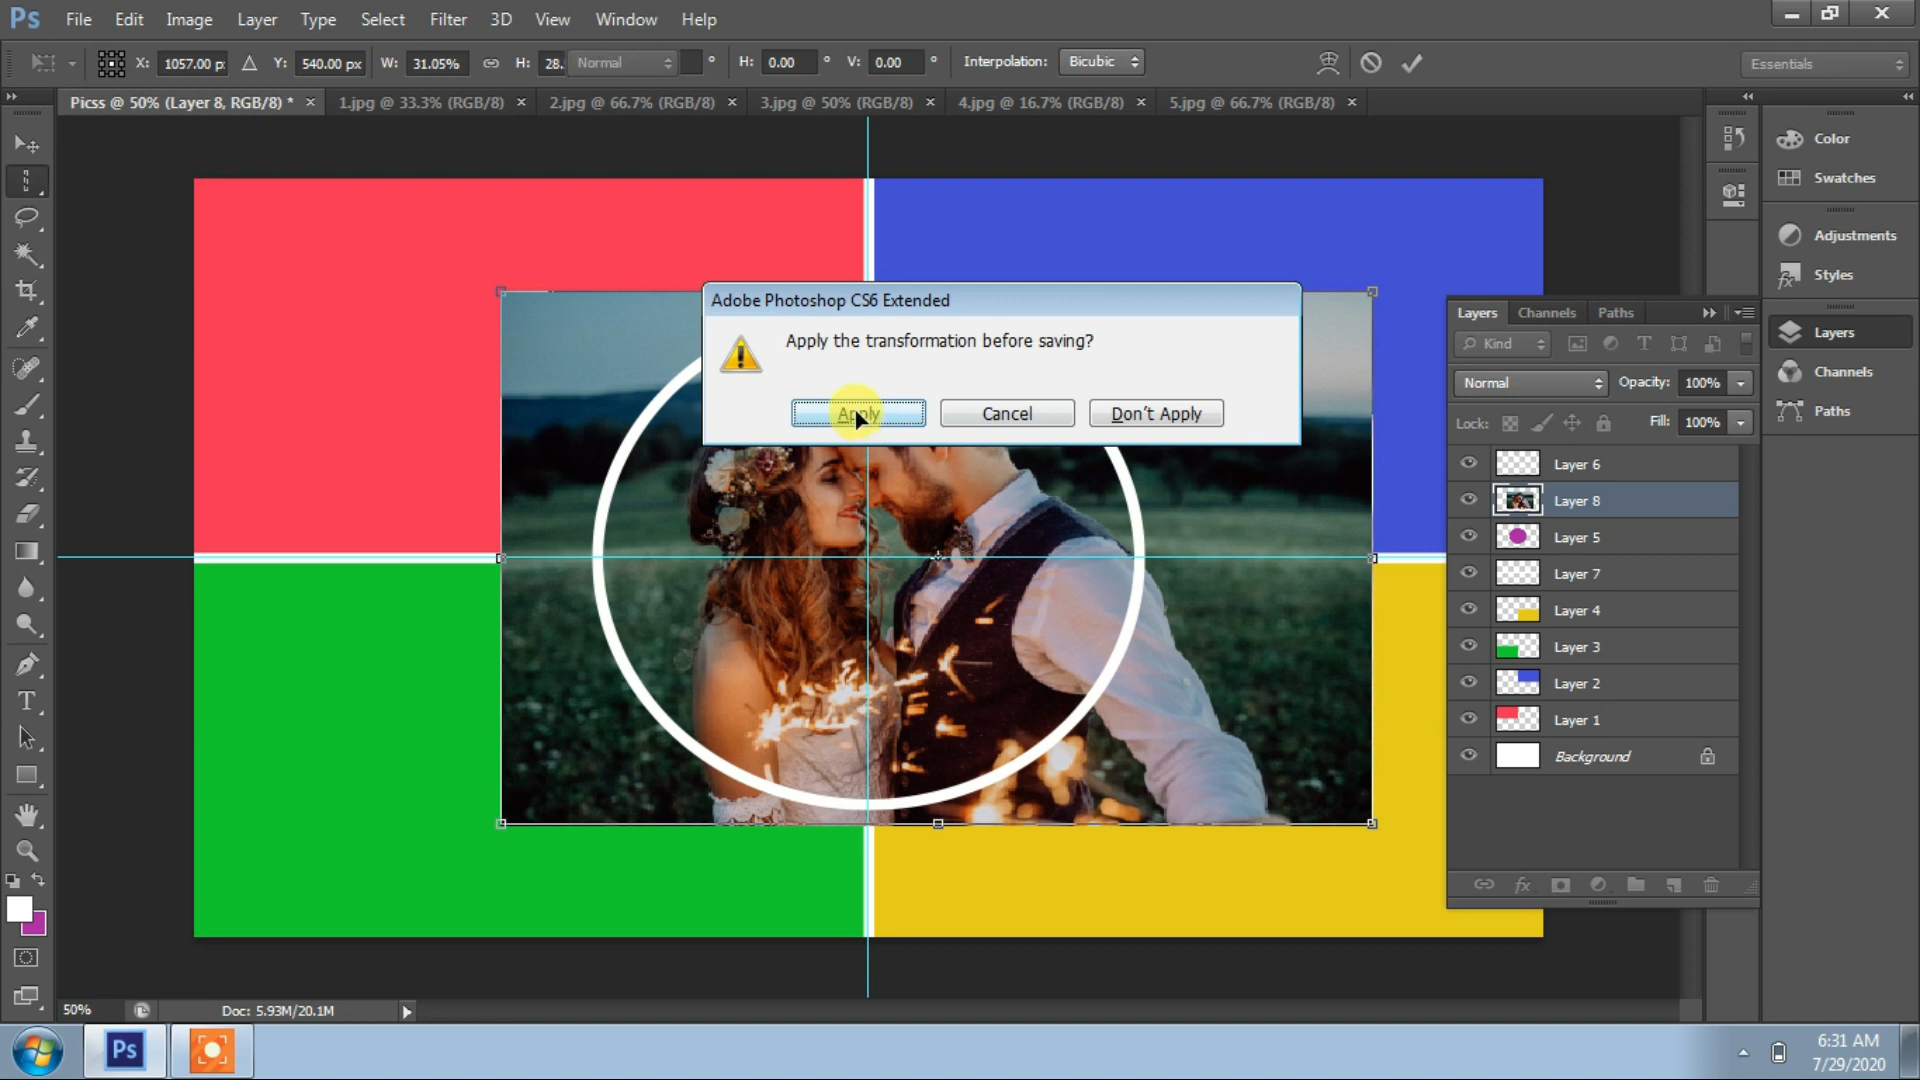 Ps File Edit Image Layer Type Select Filter 3D View Window Help
X: 1057.00 p Y: 540.00 px W: 31.05% H: 28. Normal ° H: 0.00 ° V: 0.00 ° Interpolation: Bicubic Essentials
Picss @ 50% (Layer 8, RGB/8) * × 1.jpg @ 33.3% (RGB/8) × 2.jpg @ 66.7% (RGB/8) × 3.jpg @ 50% (RGB/8) × 4.jpg @ 16.7% (RGB/8) × 5.jpg @ 66.7% (RGB/8) ×
Color
Swatches
Adjustments
Styles
Layers
Channels
Paths
Adobe Photoshop CS6 Extended
Apply the transformation before saving?
Apply Cancel Don't Apply
Layers Channels Paths
Kind
Normal Opacity: 100%
Lock: Fill: 100%
Layer 6
Layer 8
Layer 5
Layer 7
Layer 4
Layer 3
Layer 2
Layer 1
Background
50% Doc: 5.93M/20.1M
Ps
6:31 AM
7/29/2020